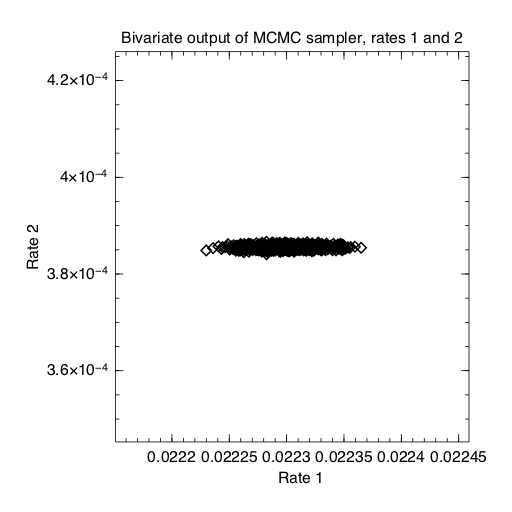 Bivariate output of MCMC sampler, rates 1 and 2
4.2×10⁻⁴
4×10⁻⁴
3.8×10⁻⁴
3.6×10⁻⁴
Rate 2
0.0222 0.02225 0.0223 0.02235 0.0224 0.02245
Rate 1